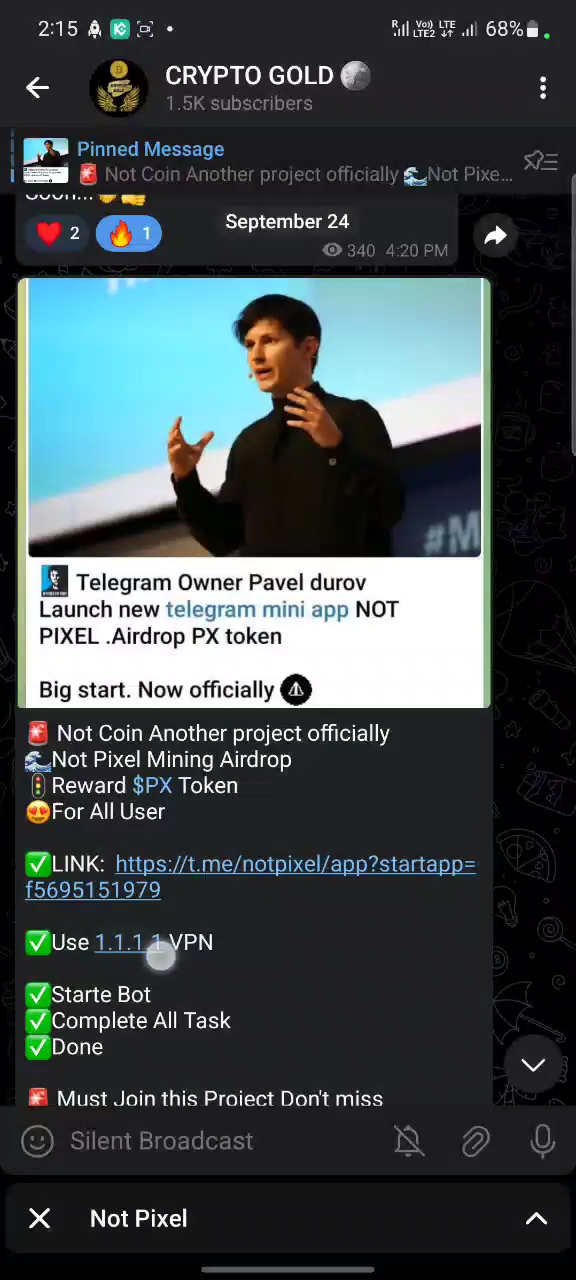 2:15
Vo) LTE
R LTE2 68%
CRYPTO GOLD
1.5K subscribers
Pinned Message
Not Coin Another project officially Not Pixe...
Soon...
2 1
September 24
340 4:20 PM
#M
Telegram Owner Pavel durov
Launch new telegram mini app NOT
PIXEL .Airdrop PX token
Big start. Now officially
Not Coin Another project officially
Not Pixel Mining Airdrop
Reward $PX Token
For All User
LINK: https://t.me/notpixel/app?startapp=
f5695151979
Use 1.1.1.1 VPN
Starte Bot
Complete All Task
Done
Must Join this Project Don't miss
Silent Broadcast
Not Pixel